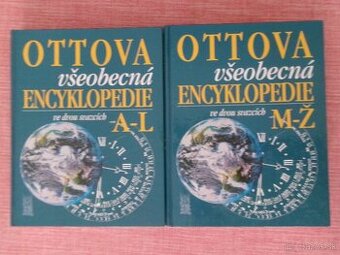 OTTOVA
všeobecná
ENCYKLOPEDIE
ve dvou svazcích
A-L
OTTOVA
všeobecná
ENCYKLOPEDIE
ve dvou svazcích
M-Ž